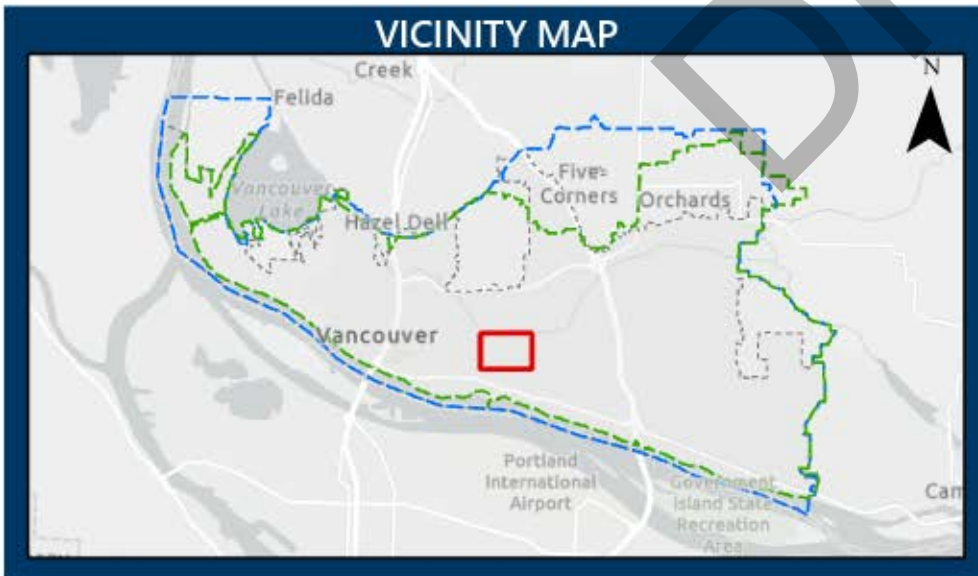 VICINITY MAP
Creek
N
Felida
Vancouver
Lake
Five
Corners
Orchards
Hazel Dell
Vancouver
Portland
International
Airport
Government
Island State
Recreation
Area
Cam